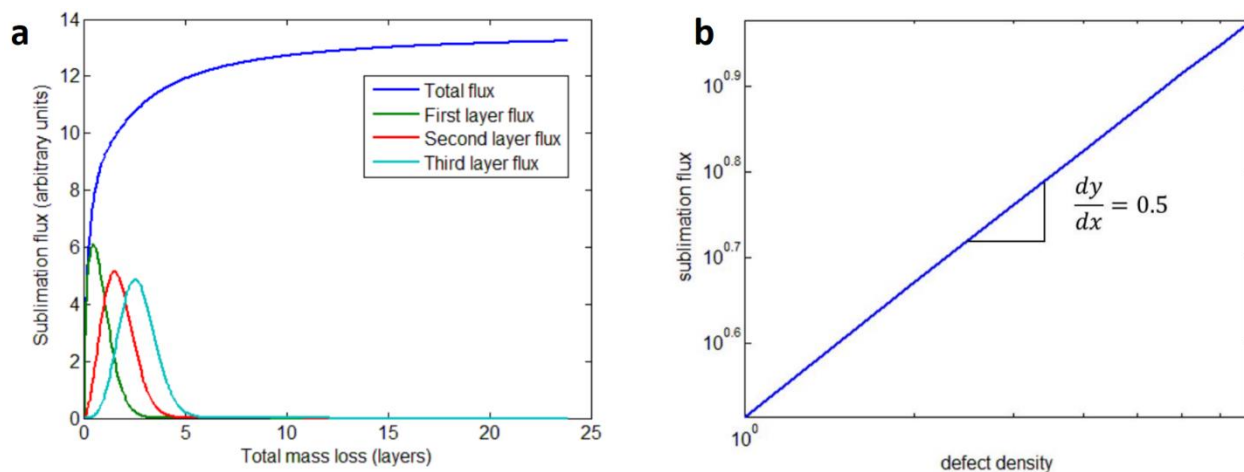 a
14
12
10
8
6
4
2
0
Sublimation flux (arbitrary units)
Total flux
First layer flux
Second layer flux
Third layer flux
0 5 10 15 20 25
Total mass loss (layers)
b
10^0.9
10^0.8
10^0.7
10^0.6
sublimation flux
dy/dx = 0.5
10^0
defect density